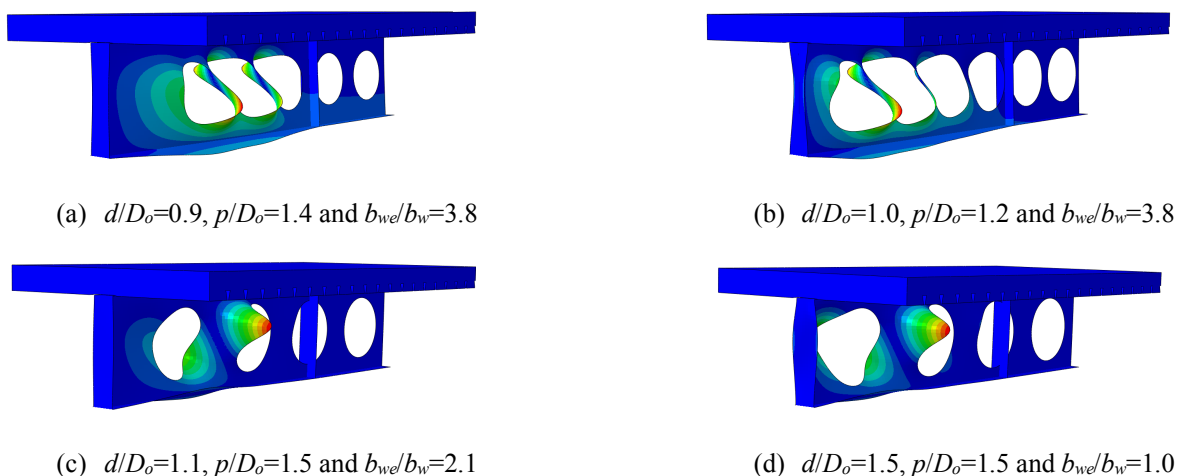 (a) d/Do=0.9, p/Do=1.4 and bwe/bw=3.8
(b) d/Do=1.0, p/Do=1.2 and bwe/bw=3.8
(c) d/Do=1.1, p/Do=1.5 and bwe/bw=2.1
(d) d/Do=1.5, p/Do=1.5 and bwe/bw=1.0